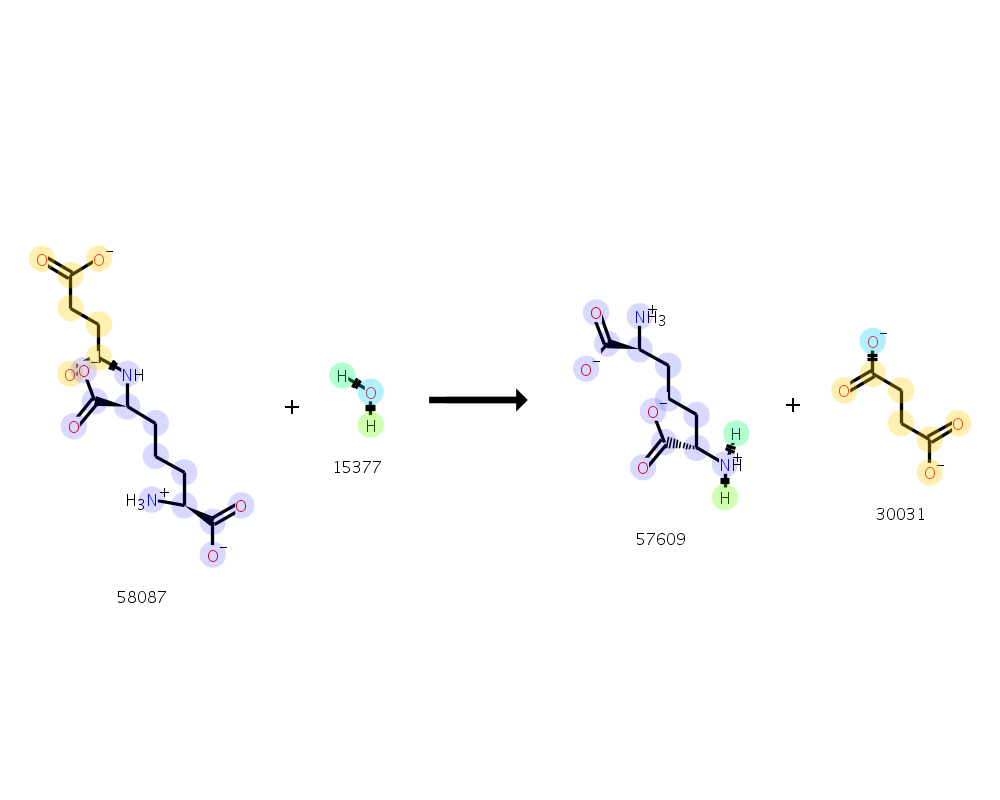 O O⁻
O O⁻ NH
O
H₃N⁺ O
O⁻
58087
+
H O
H
15377
O NH₃⁺
O⁻
O⁻ H
O NH⁺
H
57609
+
O⁻
O O
O⁻
30031